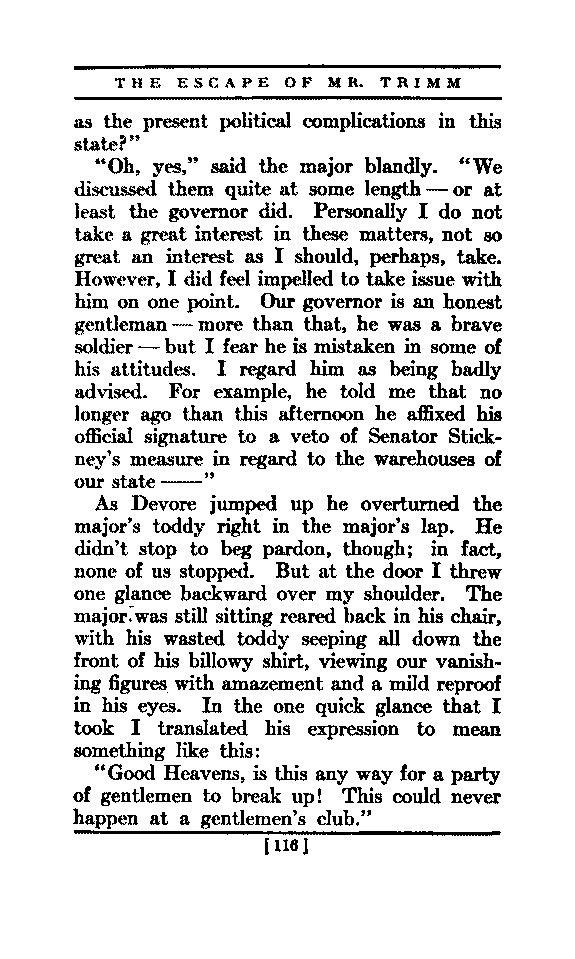 THE ESCAPE OF MR. TRIMM
as the present political complications in this
state?”
“Oh, yes,” said the major blandly. “We
discussed them quite at some length — or at
least the governor did. Personally I do not
take a great interest in these matters, not so
great an interest as I should, perhaps, take.
However, I did feel impelled to take issue with
him on one point. Our governor is an honest
gentleman — more than that, he was a brave
soldier — but I fear he is mistaken in some of
his attitudes. I regard him as being badly
advised. For example, he told me that no
longer ago than this afternoon he affixed his
official signature to a veto of Senator Stick-
ney’s measure in regard to the warehouses of
our state ——”
As Devore jumped up he overturned the
major’s toddy right in the major’s lap. He
didn’t stop to beg pardon, though; in fact,
none of us stopped. But at the door I threw
one glance backward over my shoulder. The
major was still sitting reared back in his chair,
with his wasted toddy seeping all down the
front of his billowy shirt, viewing our vanish-
ing figures with amazement and a mild reproof
in his eyes. In the one quick glance that I
took I translated his expression to mean
something like this:
“Good Heavens, is this any way for a party
of gentlemen to break up! This could never
happen at a gentlemen’s club.”
[116]